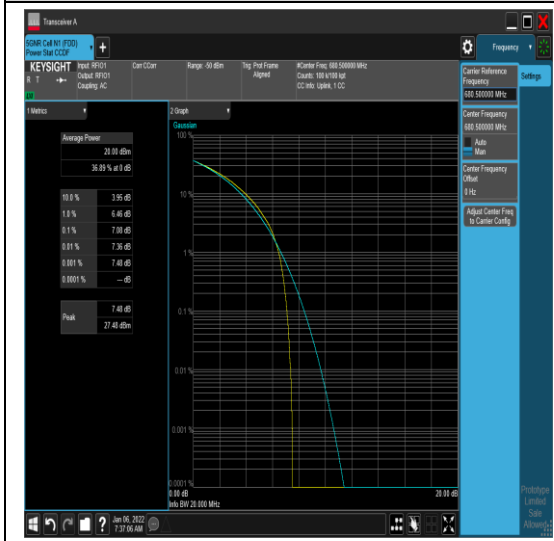 Transceiver A
5GNR Cell N1 (FDD)
Power Stat CCDF
Frequency
KEYSIGHT
R T
LM
Input: RFIO1
Output: RFIO1
Coupling: AC
Corr CCorr
Range: -50 dBm
Trig: Prot Frame
Aligned
#Center Freq: 680.500000 MHz
Counts: 100 k/100 kpt
CC Info: Uplink, 1 CC
Carrier Reference
Frequency
680.500000 MHz
Settings
Center Frequency
680.500000 MHz
Auto
Man
Center Frequency
Offset
0 Hz
Adjust Center Freq
to Carrier Config
1 Metrics
Average Power
20.00 dBm
36.89 % at 0 dB
10.0 % 3.95 dB
1.0 % 6.46 dB
0.1 % 7.08 dB
0.01 % 7.36 dB
0.001 % 7.48 dB
0.0001 % --- dB
Peak
7.48 dB
27.48 dBm
2 Graph
Gaussian
100 %
10 %
1 %
0.1 %
0.01 %
0.001 %
0.0001 %
0.00 dB 20.00 dB
Info BW 20.000 MHz
Jan 06, 2022
7:37:06 AM
Prototype
Limited
Sale
Allowed